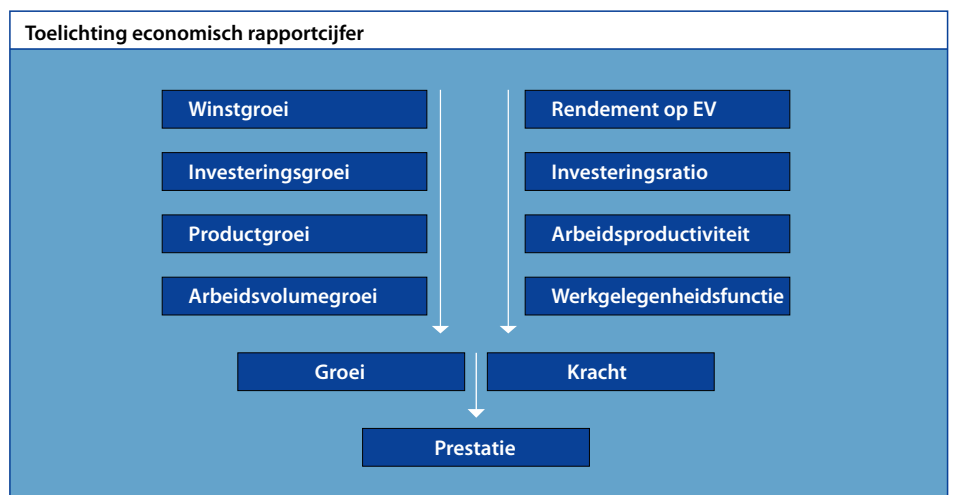 Toelichting economisch rapportcijfer
Winstgroei
Rendement op EV
Investeringsgroei
Investeringsratio
Productgroei
Arbeidsproductiviteit
Arbeidsvolumegroei
Werkgelegenheidsfunctie
Groei
Kracht
Prestatie